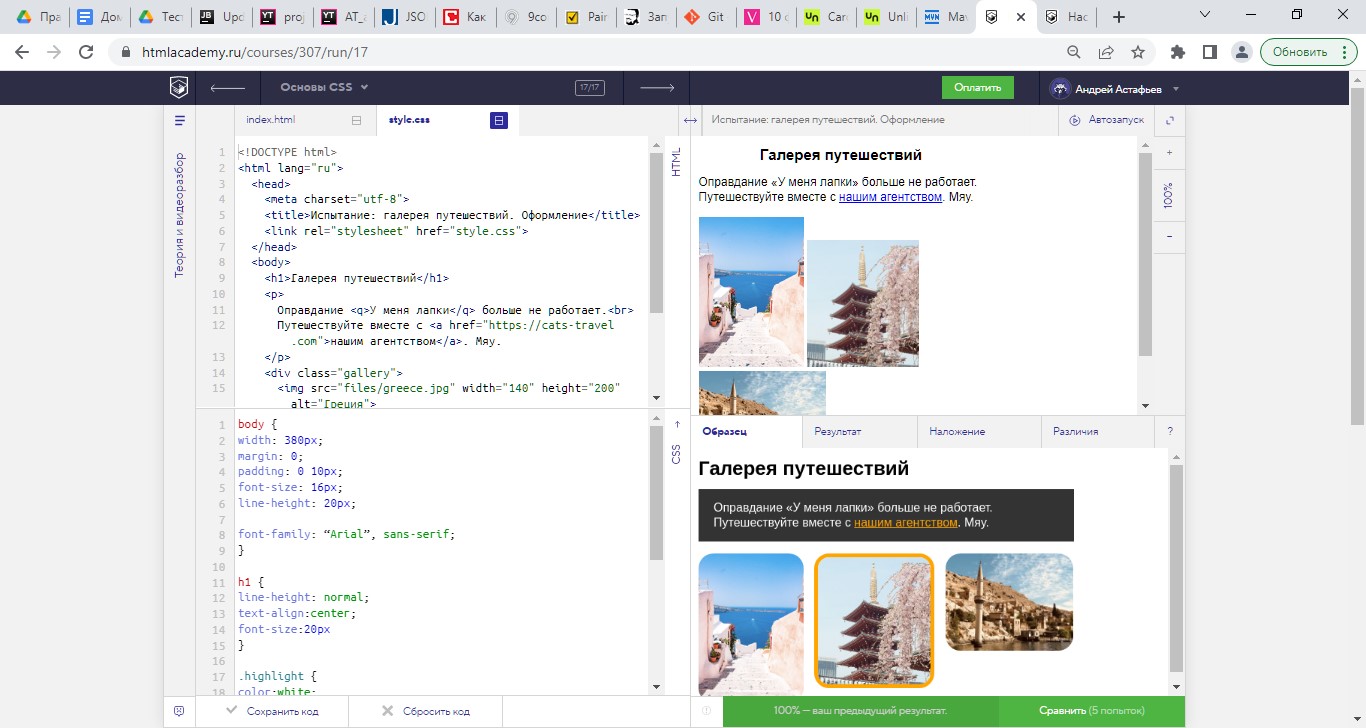 Пра
Дом
Тест
Upd
proj
AT_a
JSO
Как
9со
Pair
Зап
Git
10 с
Car
Unli
Mav
Нас
htmlacademy.ru/courses/307/run/17
Обновить
Основы CSS
17/17
Оплатить
Андрей Астафьев
index.html
style.css
Испытание: галерея путешествий. Оформление
Автозапуск
Теория и видеоразбор
HTML
100%
1 <!DOCTYPE html>
2 <html lang="ru">
3 <head>
4 <meta charset="utf-8">
5 <title>Испытание: галерея путешествий. Оформление</title>
6 <link rel="stylesheet" href="style.css">
7 </head>
8 <body>
9 <h1>Галерея путешествий</h1>
10 <p>
11 Оправдание <q>У меня лапки</q> больше не работает.<br>
12 Путешествуйте вместе с <a href="https://cats-travel
.com">нашим агентством</a>. Мяу.
13 </p>
14 <div class="gallery">
15 <img src="files/greece.jpg" width="140" height="200"
alt="Греция">
Галерея путешествий
Оправдание «У меня лапки» больше не работает.
Путешествуйте вместе с нашим агентством. Мяу.
CSS
1 body {
2 width: 380px;
3 margin: 0;
4 padding: 0 10px;
5 font-size: 16px;
6 line-height: 20px;
7
8 font-family: “Arial”, sans-serif;
9 }
10
11 h1 {
12 line-height: normal;
13 text-align:center;
14 font-size:20px
15 }
16
17 .highlight {
18 color:white;
Образец
Результат
Наложение
Различия
?
Галерея путешествий
Оправдание «У меня лапки» больше не работает.
Путешествуйте вместе с нашим агентством. Мяу.
Сохранить код
Сбросить код
100% — ваш предыдущий результат.
Сравнить (5 попыток)